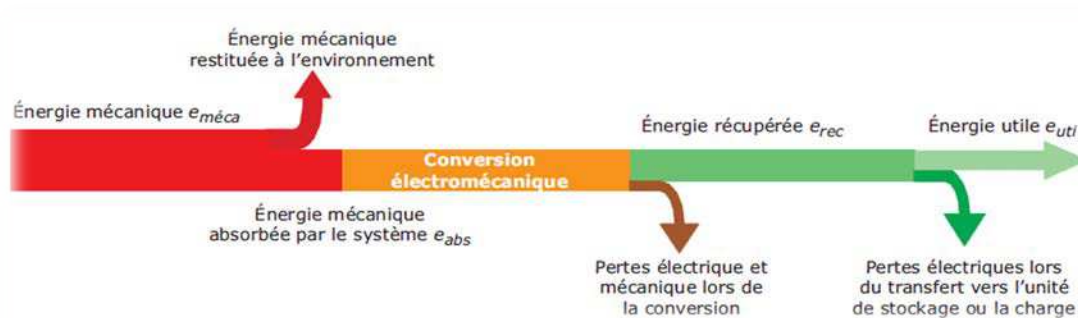 Énergie mécanique
restituée à l'environnement
Énergie mécanique eméca
Énergie récupérée erec
Énergie utile euti
Conversion
électromécanique
Énergie mécanique
absorbée par le système eabs
Pertes électrique et
mécanique lors de
la conversion
Pertes électriques lors
du transfert vers l'unité
de stockage ou la charge